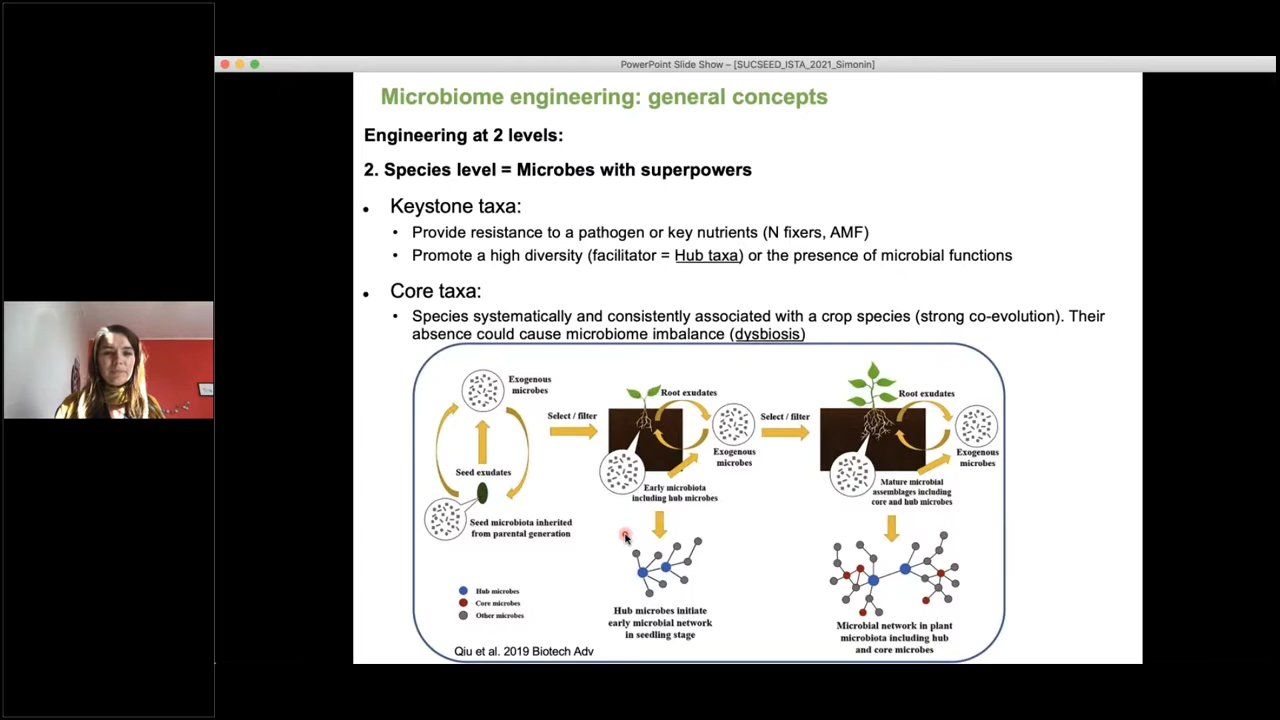 PowerPoint Slide Show – [SUCSEED_ISTA_2021_Simonin]
Microbiome engineering: general concepts
Engineering at 2 levels:
2. Species level = Microbes with superpowers
• Keystone taxa:
• Provide resistance to a pathogen or key nutrients (N fixers, AMF)
• Promote a high diversity (facilitator = Hub taxa) or the presence of microbial functions
• Core taxa:
• Species systematically and consistently associated with a crop species (strong co-evolution). Their
absence could cause microbiome imbalance (dysbiosis)
Exogenous
microbes
Seed exudates
Seed microbiota inherited
from parental generation
Select / filter
Root exudates
Exogenous
microbes
Early microbiota
including hub microbes
Select / filter
Root exudates
Exogenous
microbes
Mature microbial
assemblages including
core and hub microbes
Hub microbes
Core microbes
Other microbes
Hub microbes initiate
early microbial network
in seedling stage
Microbial network in plant
microbiota including hub
and core microbes
Qiu et al. 2019 Biotech Adv